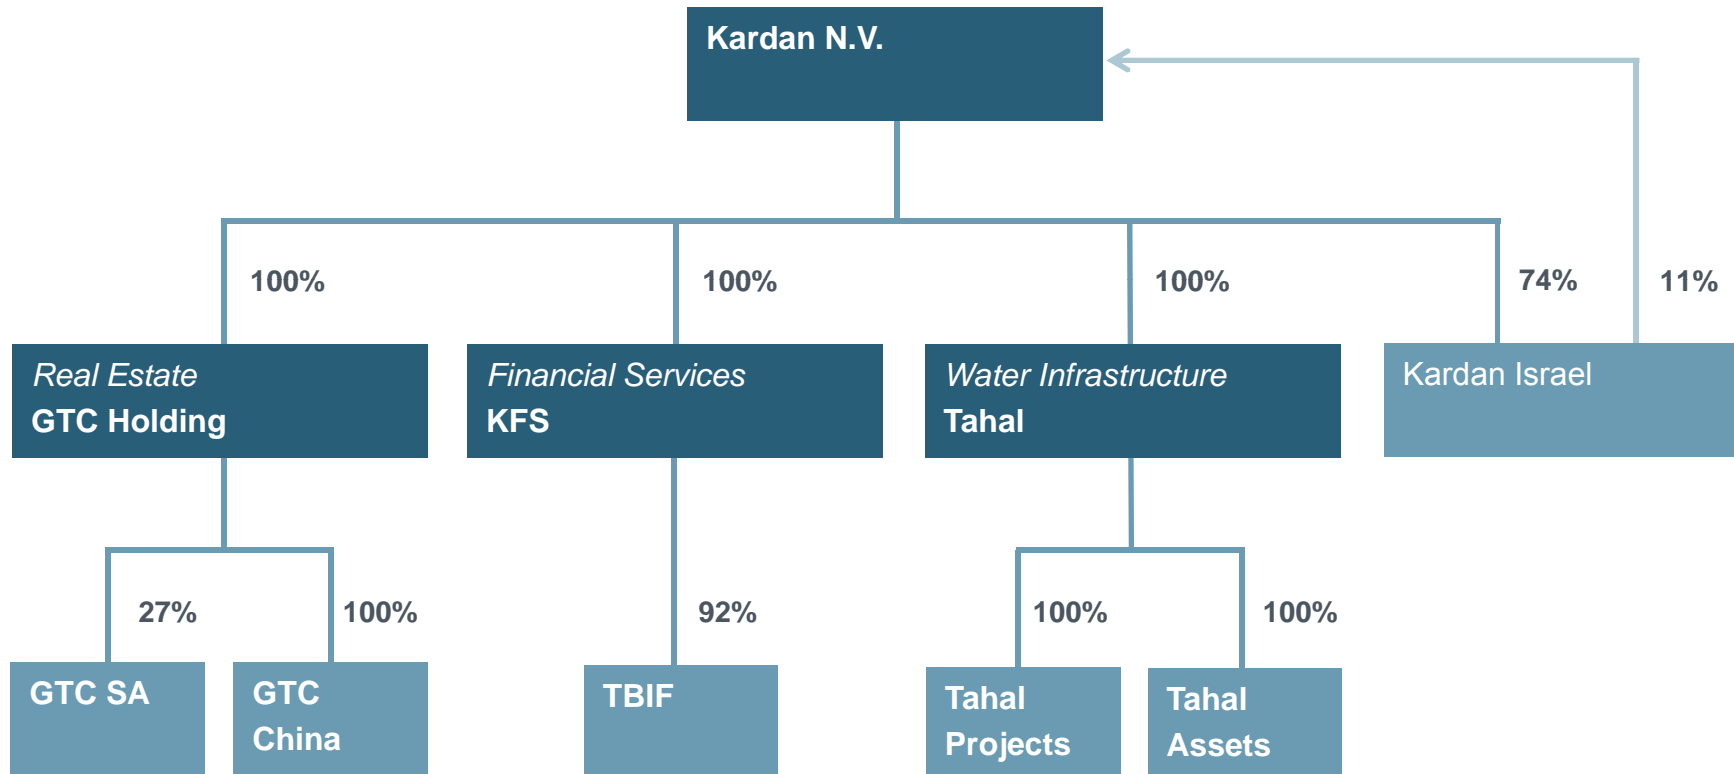 Kardan N.V.
100%
100%
100%
74%
11%
Real Estate
GTC Holding
Financial Services
KFS
Water Infrastructure
Tahal
Kardan Israel
27%
100%
92%
100%
100%
GTC SA
GTC
China
TBIF
Tahal
Projects
Tahal
Assets